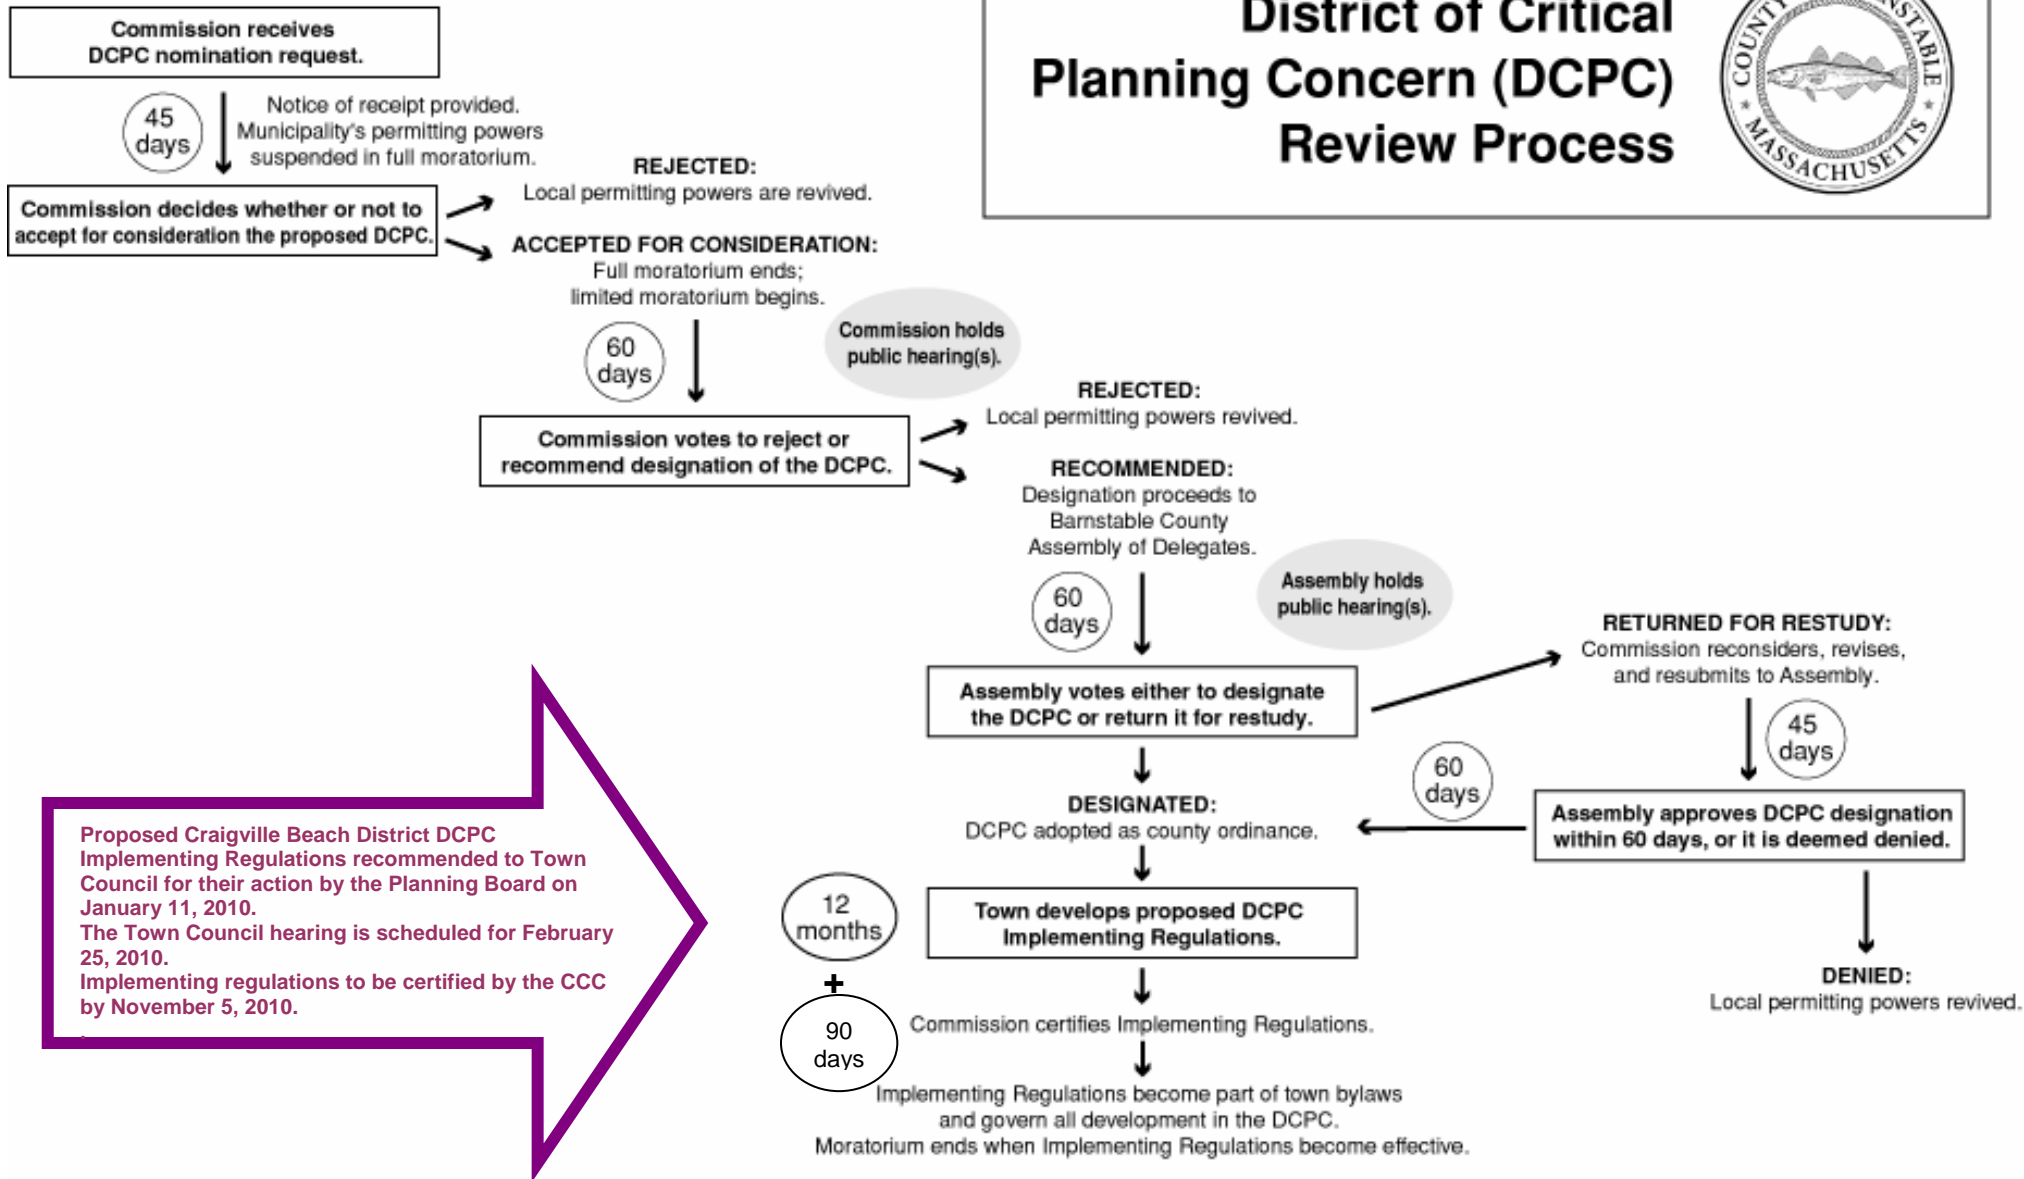 Commission receives
DCPC nomination request.
District of Critical
Planning Concern (DCPC)
Review Process
COUNTY
NSTABLE
MASSACHUSETTS
45
days
Notice of receipt provided.
Municipality's permitting powers
suspended in full moratorium.
REJECTED:
Local permitting powers are revived.
Commission decides whether or not to
accept for consideration the proposed DCPC.
ACCEPTED FOR CONSIDERATION:
Full moratorium ends;
limited moratorium begins.
60
days
Commission holds
public hearing(s).
Commission votes to reject or
recommend designation of the DCPC.
REJECTED:
Local permitting powers revived.
RECOMMENDED:
Designation proceeds to
Barnstable County
Assembly of Delegates.
60
days
Assembly holds
public hearing(s).
Assembly votes either to designate
the DCPC or return it for restudy.
RETURNED FOR RESTUDY:
Commission reconsiders, revises,
and resubmits to Assembly.
45
days
60
days
Assembly approves DCPC designation
within 60 days, or it is deemed denied.
DENIED:
Local permitting powers revived.
DESIGNATED:
DCPC adopted as county ordinance.
12
months
+
90
days
Town develops proposed DCPC
Implementing Regulations.
Commission certifies Implementing Regulations.
Implementing Regulations become part of town bylaws
and govern all development in the DCPC.
Moratorium ends when Implementing Regulations become effective.
Proposed Craigville Beach District DCPC
Implementing Regulations recommended to Town
Council for their action by the Planning Board on
January 11, 2010.
The Town Council hearing is scheduled for February
25, 2010.
Implementing regulations to be certified by the CCC
by November 5, 2010.